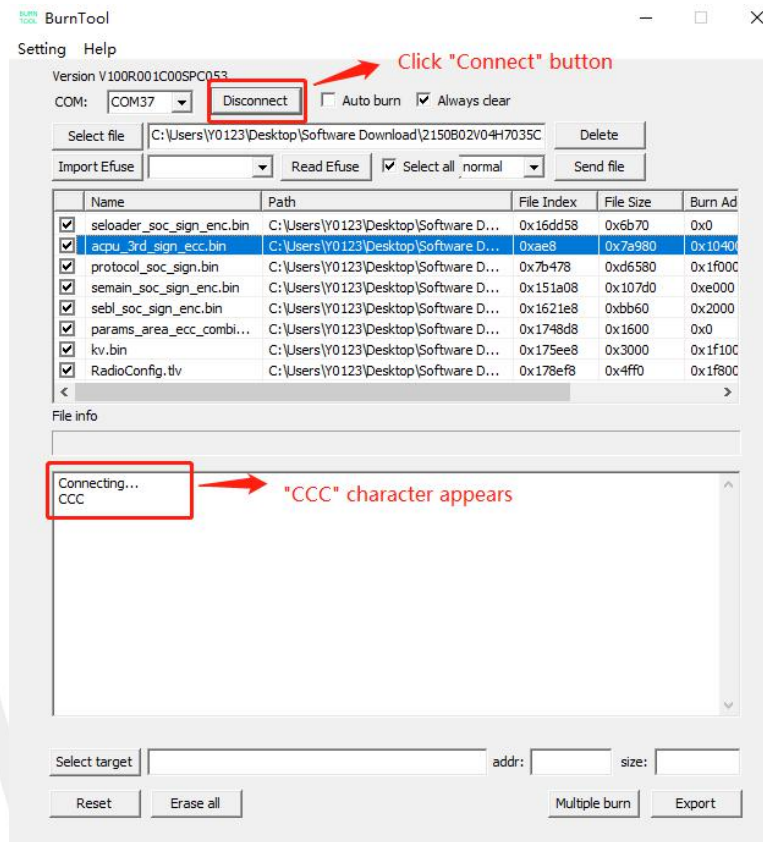 BURN TOOL BurnTool
Setting Help
Click "Connect" button
Version V100R001C00SPC053
COM: COM37 Disconnect Auto burn Always clear
Select file C:\Users\Y0123\Desktop\Software Download\2150B02V04H7035C Delete
Import Efuse Read Efuse Select all normal Send file
Name Path File Index File Size Burn Ad
seloader_soc_sign_enc.bin C:\Users\Y0123\Desktop\Software D... 0x16dd58 0x6b70 0x0
acpu_3rd_sign_ecc.bin C:\Users\Y0123\Desktop\Software D... 0xae8 0x7a980 0x10400
protocol_soc_sign.bin C:\Users\Y0123\Desktop\Software D... 0x7b478 0xd6580 0x1f000
semain_soc_sign_enc.bin C:\Users\Y0123\Desktop\Software D... 0x151a08 0x107d0 0xe000
sebl_soc_sign_enc.bin C:\Users\Y0123\Desktop\Software D... 0x1621e8 0xbb60 0x2000
params_area_ecc_combi... C:\Users\Y0123\Desktop\Software D... 0x1748d8 0x1600 0x0
kv.bin C:\Users\Y0123\Desktop\Software D... 0x175ee8 0x3000 0x1f100
RadioConfig.tlv C:\Users\Y0123\Desktop\Software D... 0x178ef8 0x4ff0 0x1f800
File info
Connecting...
CCC
"CCC" character appears
Select target addr: size:
Reset Erase all Multiple burn Export